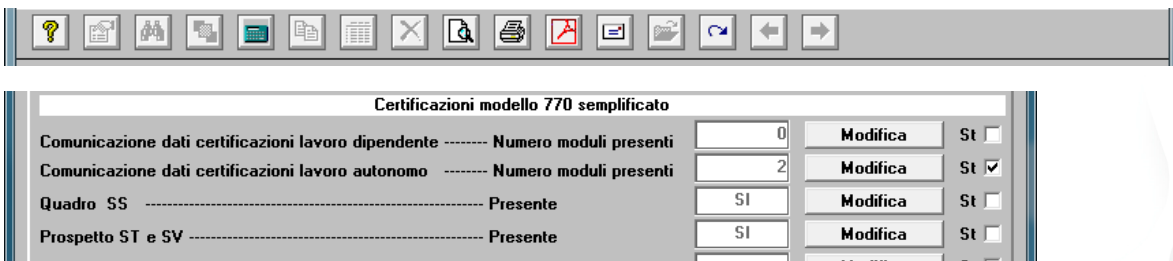 Certificazioni modello 770 semplificato
Comunicazione dati certificazioni lavoro dipendente -------- Numero moduli presenti 0 Modifica St
Comunicazione dati certificazioni lavoro autonomo -------- Numero moduli presenti 2 Modifica St
Quadro SS -------------------------------------------------------------- Presente SI Modifica St
Prospetto ST e SV ------------------------------------------------------ Presente SI Modifica St